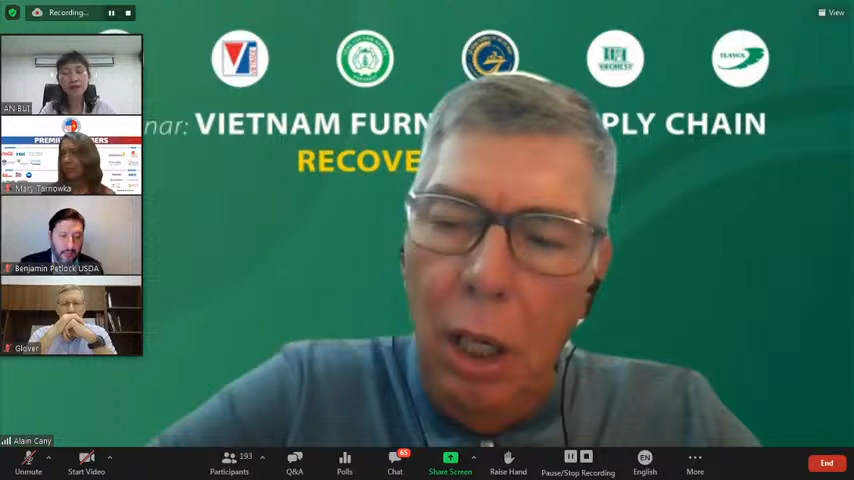 Recording...
View
AN BUI
PREMI
BERS
Mary Tarnowka
Benjamin Petlock USDA
Glover
Alain Cany
nar: VIETNAM FURN
PLY CHAIN
RECOVE
Unmute
Start Video
193
Participants
Q&A
Polls
65
Chat
Share Screen
Raise Hand
Pause/Stop Recording
EN
English
More
End